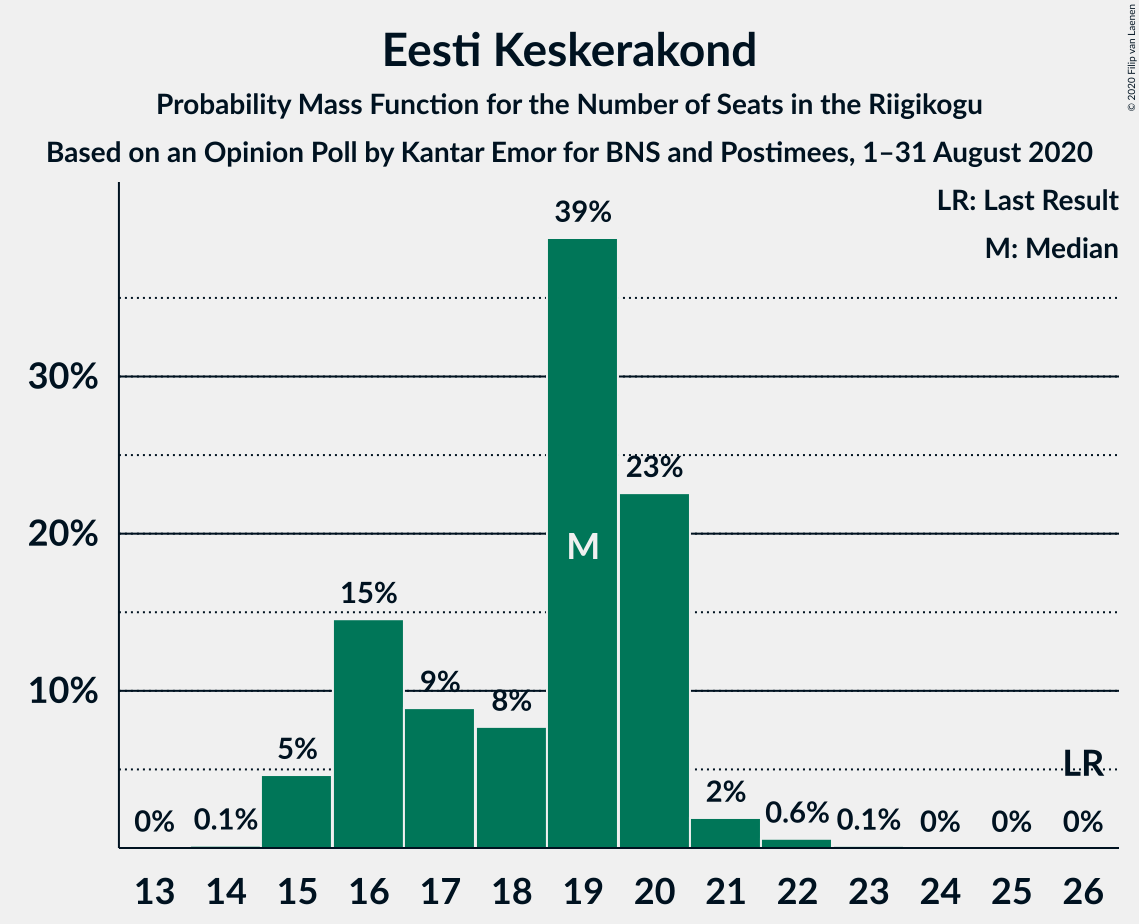 Eesti Keskerakond
Probability Mass Function for the Number of Seats in the Riigikogu
Based on an Opinion Poll by Kantar Emor for BNS and Postimees, 1–31 August 2020
© 2020 Filip van Laenen
LR: Last Result
M: Median
39%
30%
23%
20%
M
15%
10%
9%
8%
5%
LR
2%
0%
0.1%
0.6%
0.1%
0%
0%
0%
13 14 15 16 17 18 19 20 21 22 23 24 25 26